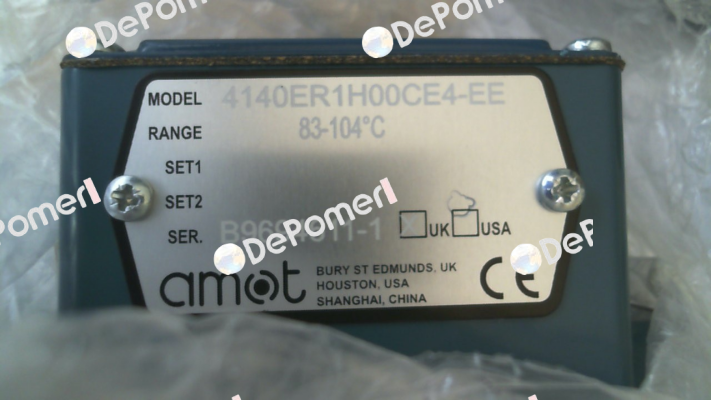 DePomerl
DePomerl
MODEL 4140ER1H00CE4-EE
RANGE 83-104°C
SET1
SET2
DePomerl
DePomerl
SER. UK USA
DePomerl
DePo
amot
BURY ST EDMUNDS. UK
HOUSTON, USA
SHANGHAI, CHINA
CE